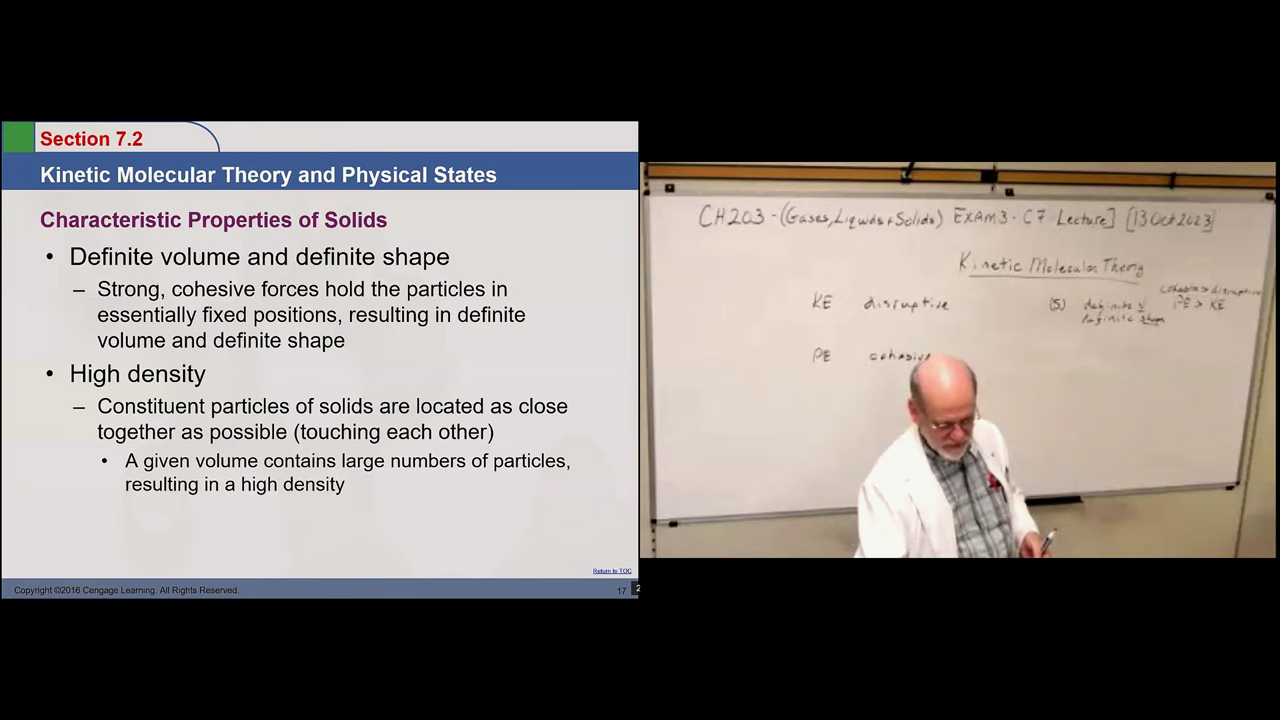 Section 7.2
Kinetic Molecular Theory and Physical States
Characteristic Properties of Solids
• Definite volume and definite shape
– Strong, cohesive forces hold the particles in
essentially fixed positions, resulting in definite
volume and definite shape
• High density
– Constituent particles of solids are located as close
together as possible (touching each other)
• A given volume contains large numbers of particles,
resulting in a high density
Return to TOC
Copyright ©2016 Cengage Learning. All Rights Reserved.
17
2
CH203 - (Gases, Liquids + Solids) EXAM3 - C7 - Lecture] [13 Oct 2023]
Kinetic Molecular Theory
cohesion > disruptive
KE disruptive
(S) definite v PE > KE
definite shape
PE cohesiv